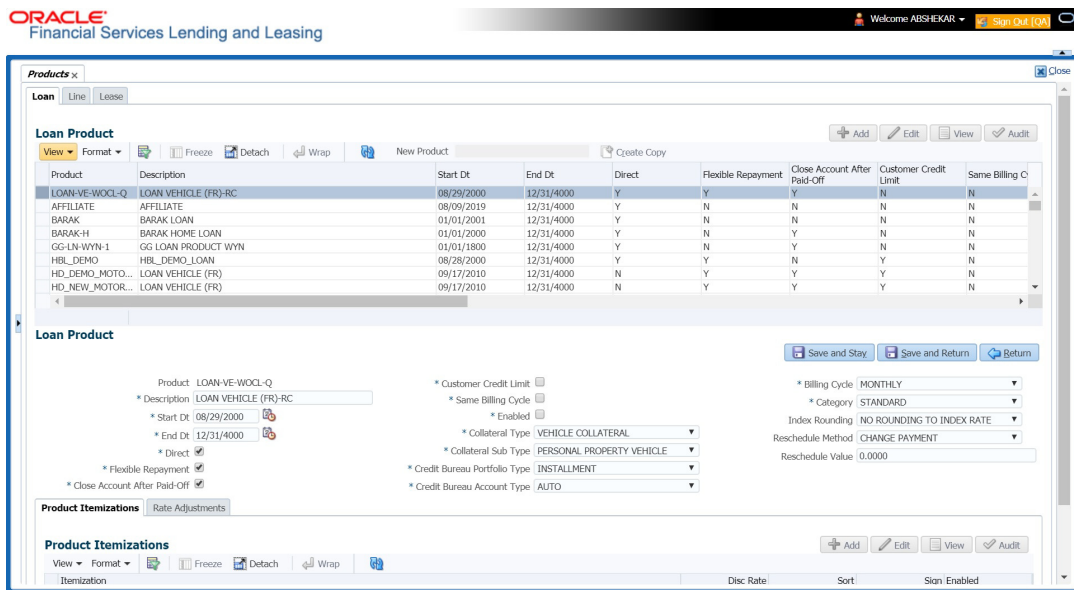 ORACLE
Financial Services Lending and Leasing
Welcome ABSHEKAR
Sign Out [QA]
Products x
Close
Loan Line Lease
Loan Product
Add Edit View Audit
View Format Freeze Detach Wrap New Product Create Copy
Product Description Start Dt End Dt Direct Flexible Repayment Close Account After Paid-Off Customer Credit Limit Same Billing Cy
LOAN-VE-WOCL-Q LOAN VEHICLE (FR)-RC 08/29/2000 12/31/4000 Y Y Y N N
AFFILIATE AFFILIATE 08/09/2019 12/31/4000 Y N N N N
BARAK BARAK LOAN 01/01/2001 12/31/4000 Y N N N N
BARAK-H BARAK HOME LOAN 01/01/2000 12/31/4000 Y N Y N N
GG-LN-WYN-1 GG LOAN PRODUCT WYN 01/01/1800 12/31/4000 Y N Y N N
HBL_DEMO HBL_DEMO_LOAN 08/28/2000 12/31/4000 Y Y N Y N
HD_DEMO_MOTO... LOAN VEHICLE (FR) 09/17/2010 12/31/4000 N Y Y Y N
HD_NEW_MOTOR... LOAN VEHICLE (FR) 09/17/2010 12/31/4000 N Y Y Y N
Loan Product
Save and Stay Save and Return Return
Product LOAN-VE-WOCL-Q
* Description LOAN VEHICLE (FR)-RC
* Start Dt 08/29/2000
* End Dt 12/31/4000
* Direct
* Flexible Repayment
* Close Account After Paid-Off
* Customer Credit Limit
* Same Billing Cycle
* Enabled
* Collateral Type VEHICLE COLLATERAL
* Collateral Sub Type PERSONAL PROPERTY VEHICLE
* Credit Bureau Portfolio Type INSTALLMENT
* Credit Bureau Account Type AUTO
* Billing Cycle MONTHLY
* Category STANDARD
Index Rounding NO ROUNDING TO INDEX RATE
Reschedule Method CHANGE PAYMENT
Reschedule Value 0.0000
Product Itemizations Rate Adjustments
Product Itemizations
Add Edit View Audit
View Format Freeze Detach Wrap
Itemization Disc Rate Sort Sign Enabled